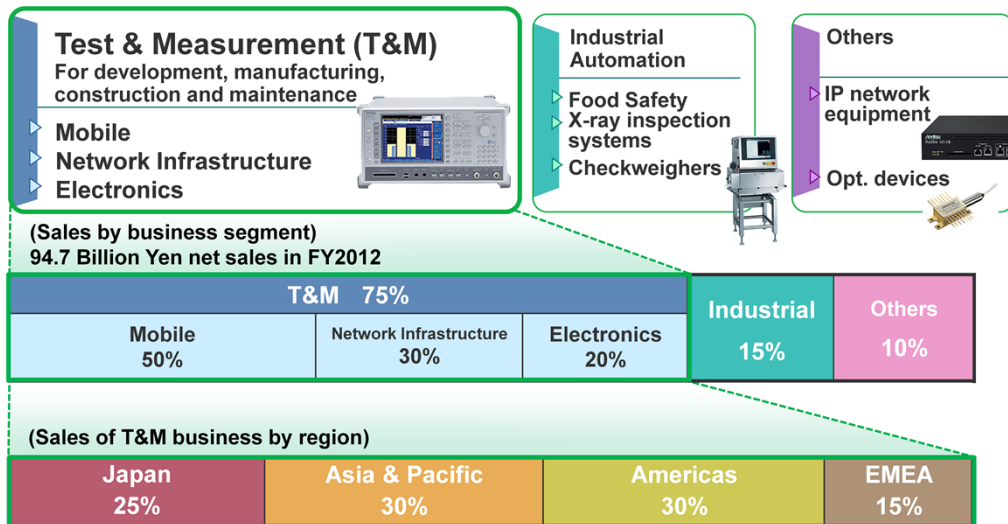 Test & Measurement (T&M)
For development, manufacturing,
construction and maintenance
Mobile
Network Infrastructure
Electronics
Industrial
Automation
Food Safety
X-ray inspection
systems
Checkweighers
Others
IP network
equipment
Opt. devices
(Sales by business segment)
94.7 Billion Yen net sales in FY2012
T&M 75%
Mobile
50%
Network Infrastructure
30%
Electronics
20%
Industrial
15%
Others
10%
(Sales of T&M business by region)
Japan
25%
Asia & Pacific
30%
Americas
30%
EMEA
15%